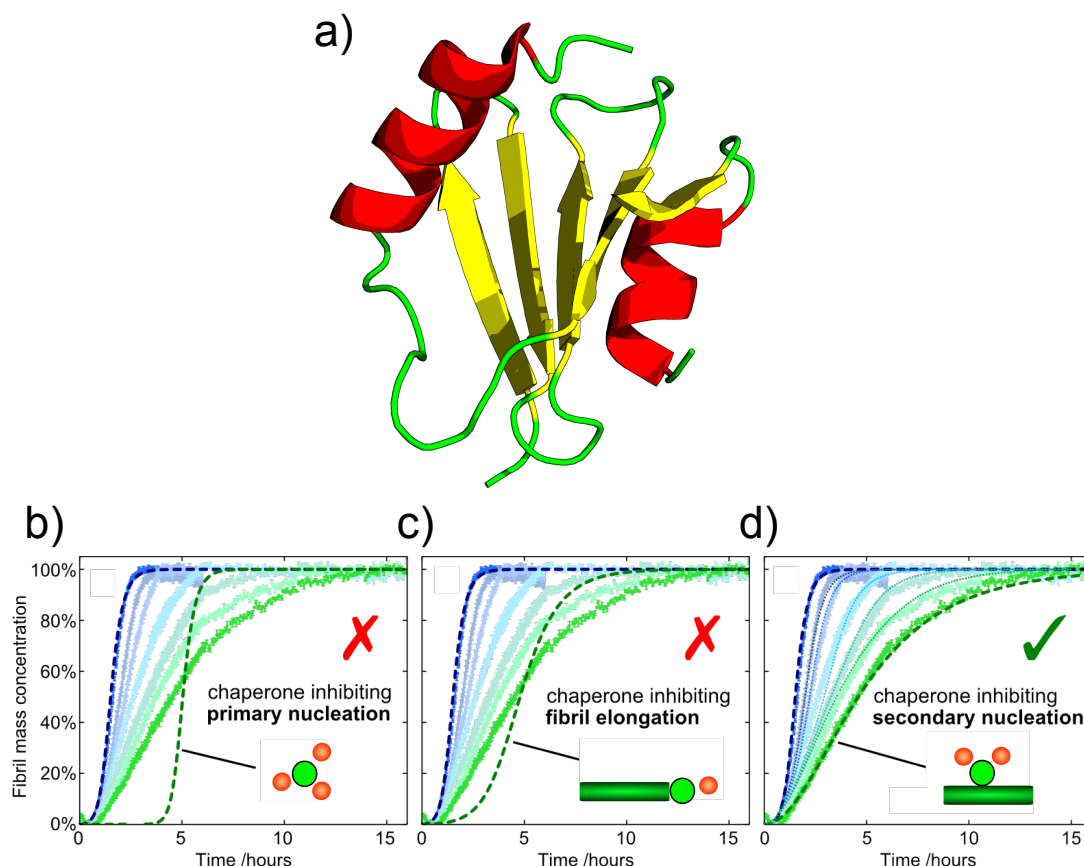 a)
b)
c)
d)
100%
80%
60%
40%
20%
0%
Fibril mass concentration
chaperone inhibiting
primary nucleation
0
5
10
15
Time /hours
chaperone inhibiting
fibril elongation
0
5
10
15
Time /hours
chaperone inhibiting
secondary nucleation
0
5
10
15
Time /hours